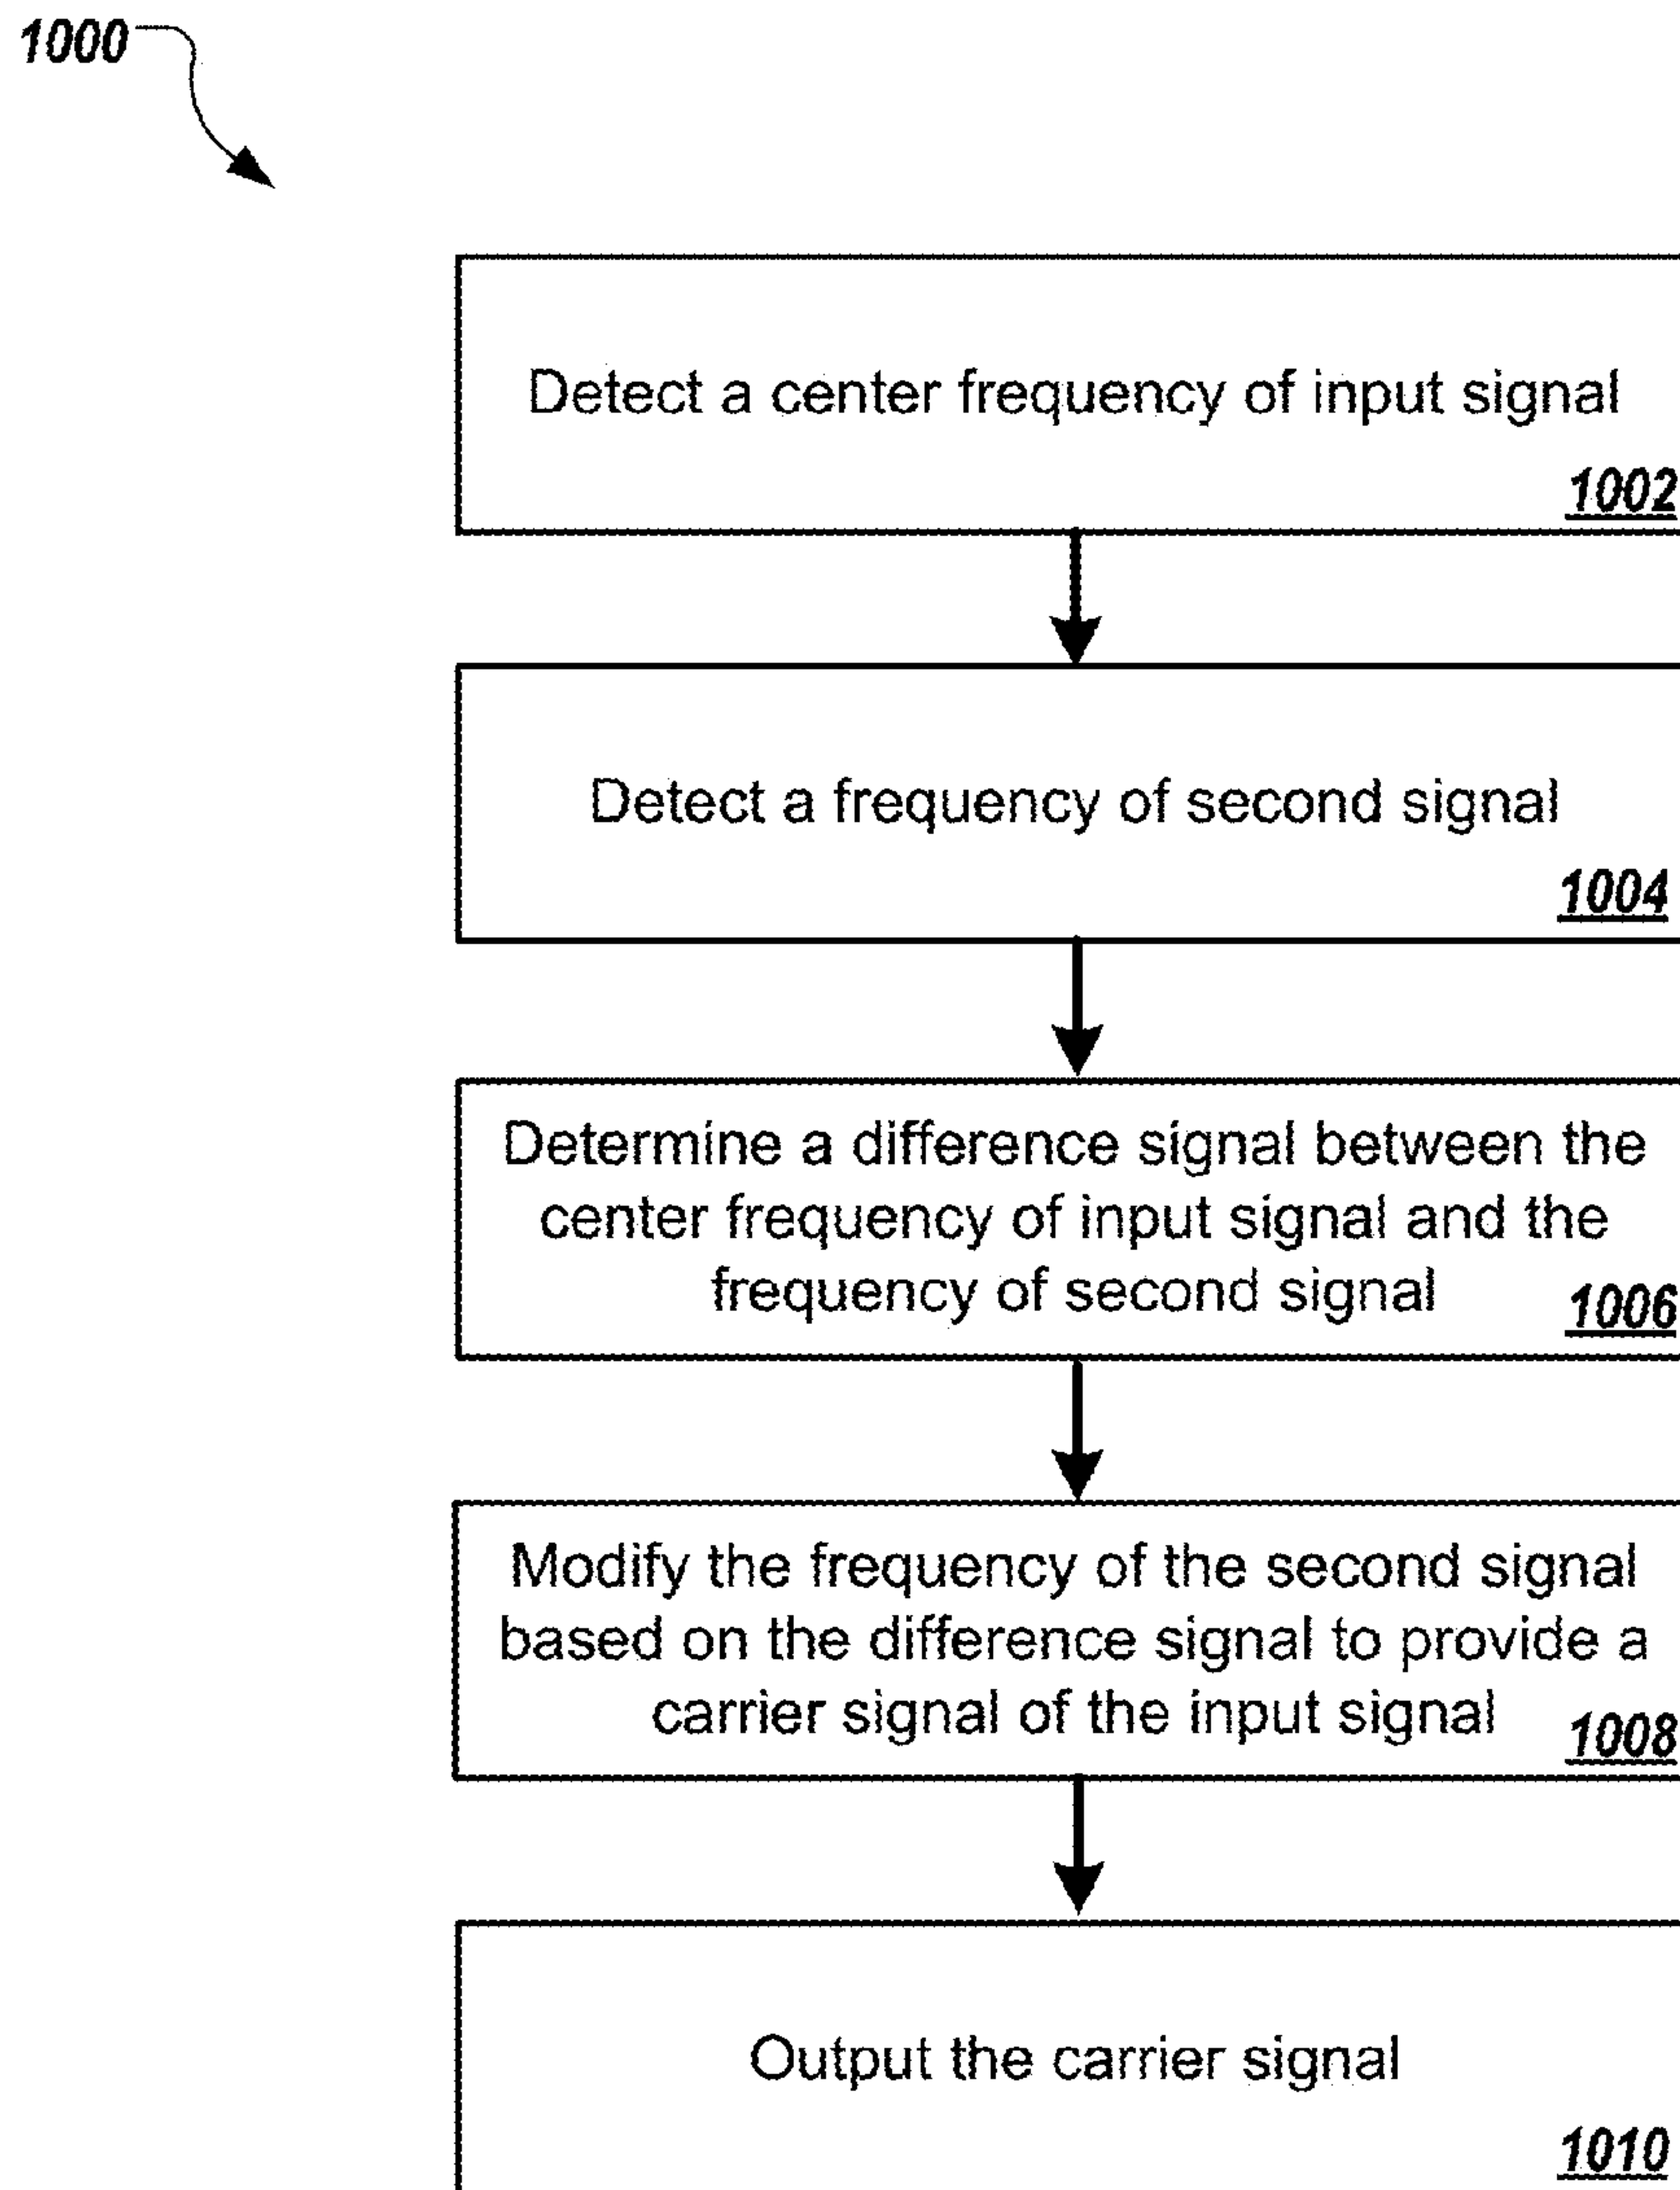 1000
Detect a center frequency of input signal
1002
Detect a frequency of second signal
1004
Determine a difference signal between the
center frequency of input signal and the
frequency of second signal
1006
Modify the frequency of the second signal
based on the difference signal to provide a
carrier signal of the input signal
1008
Output the carrier signal
1010